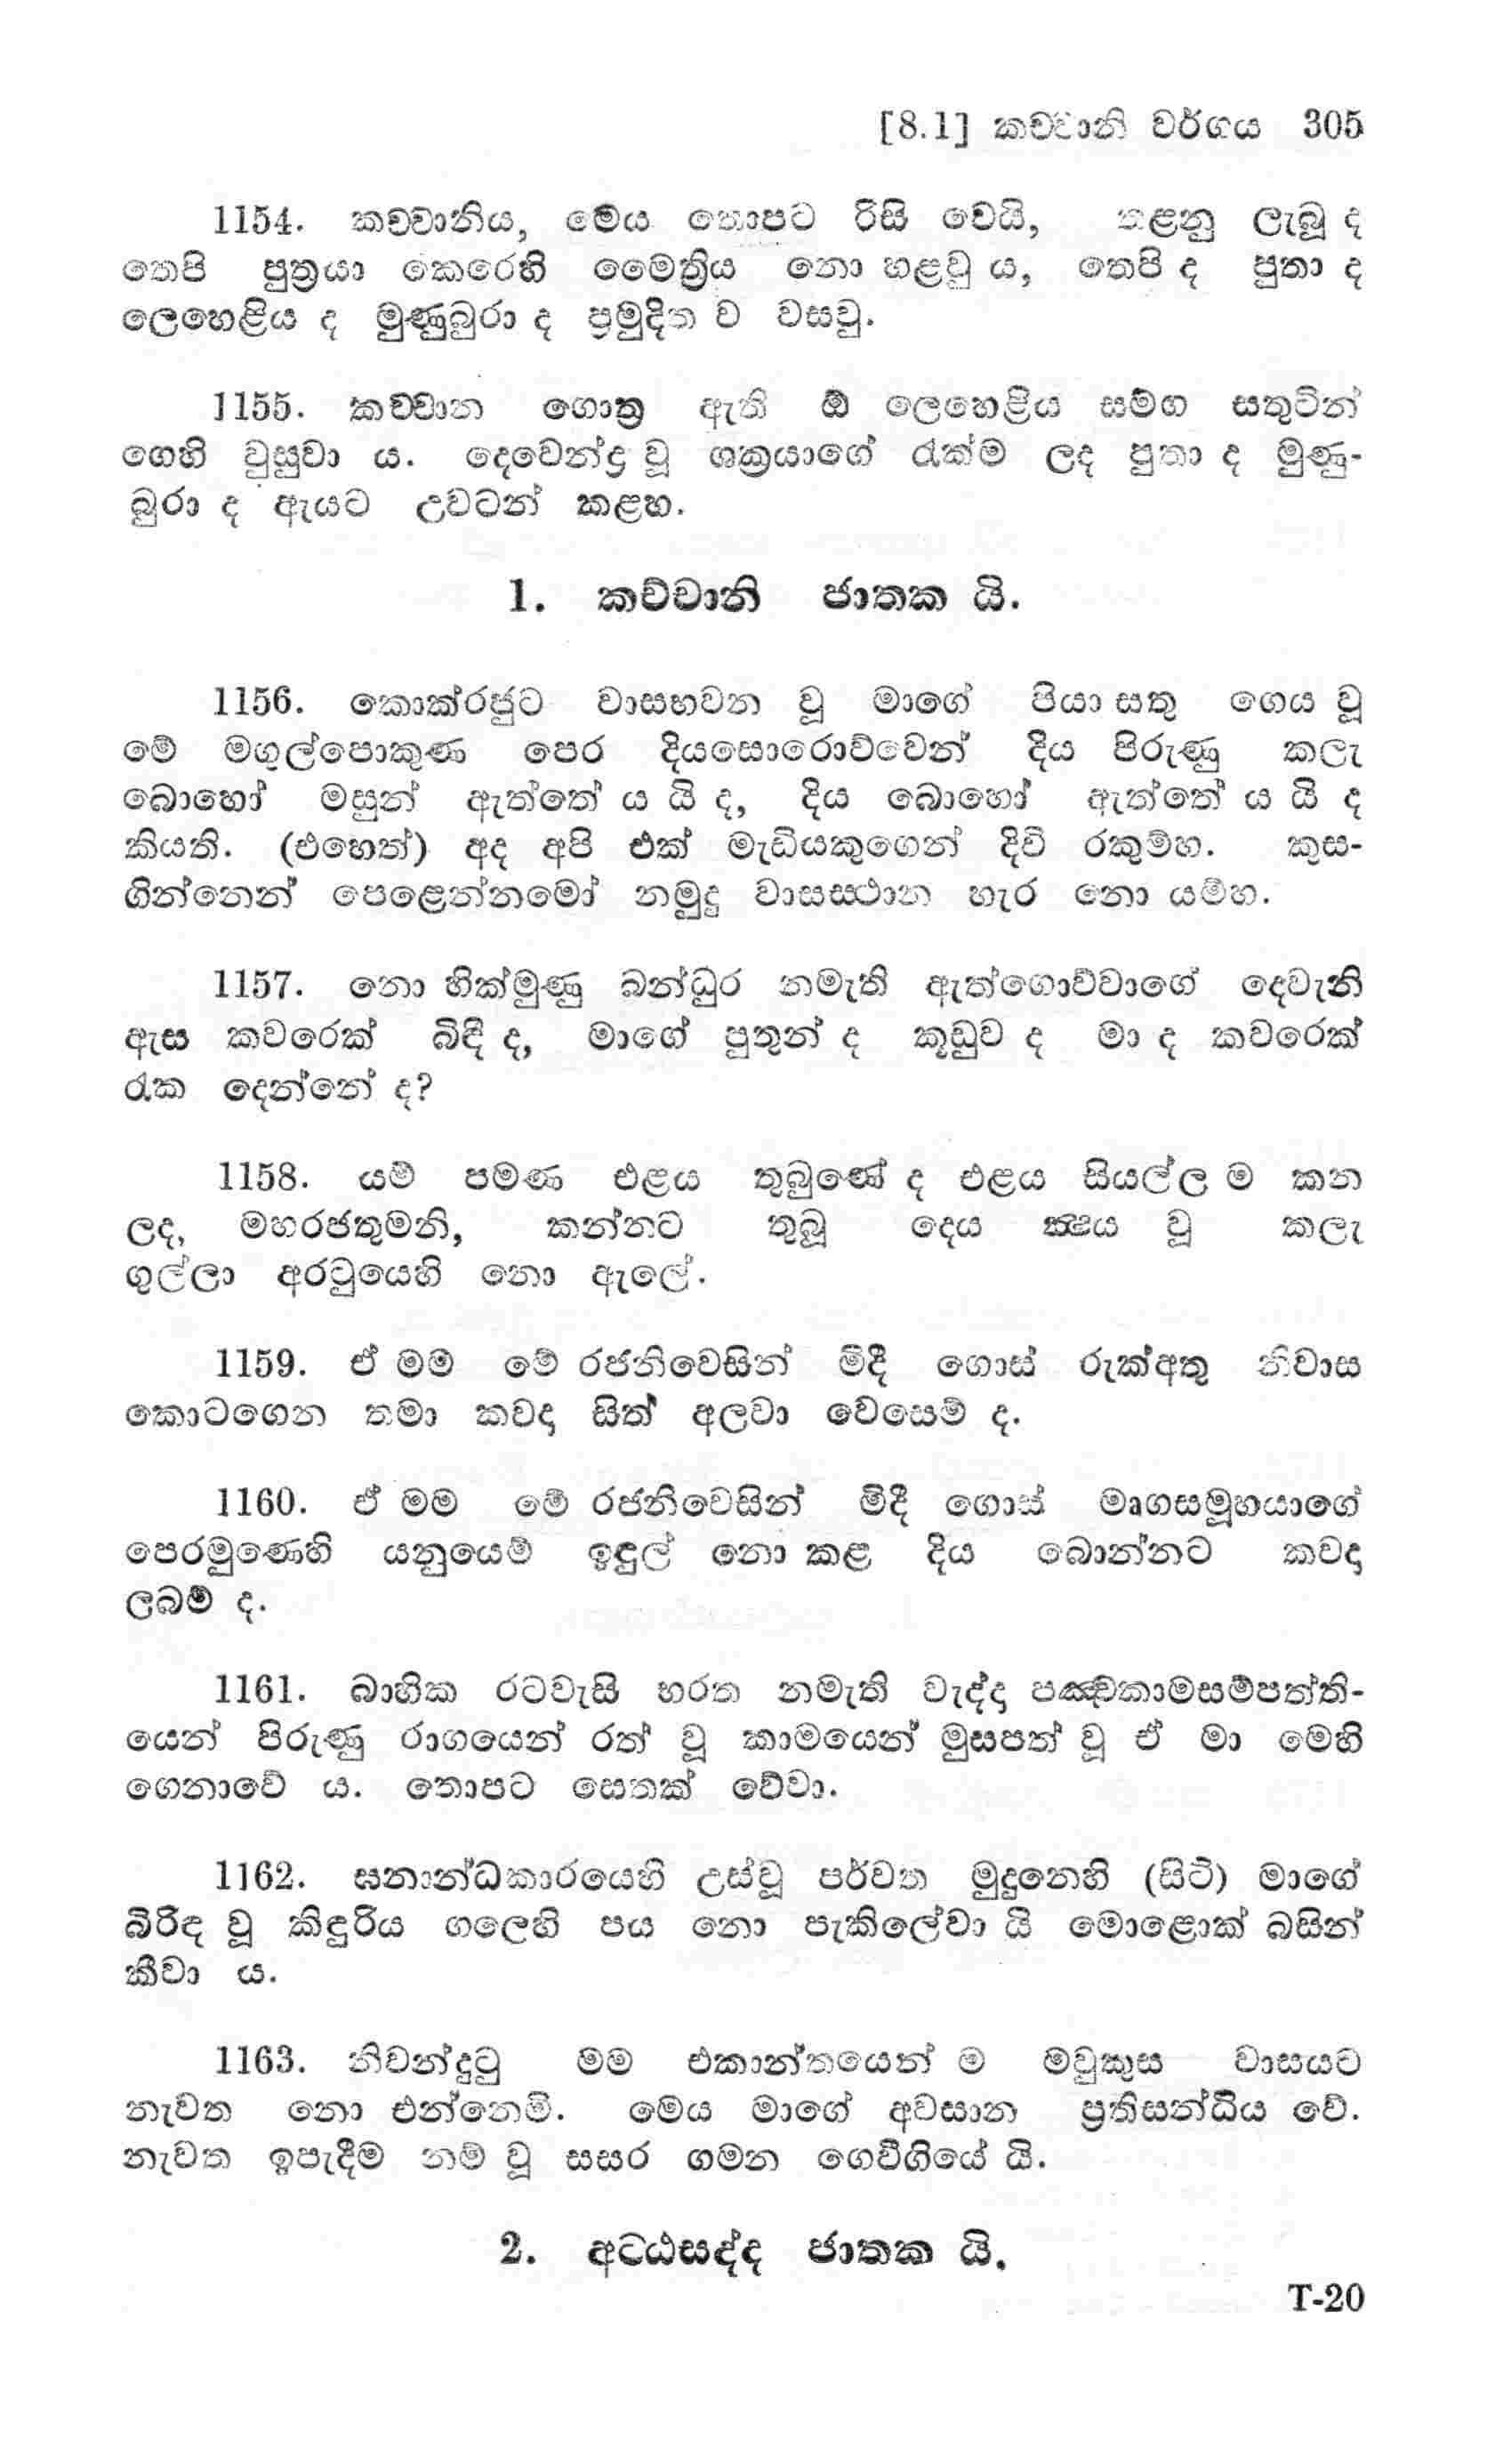 [8.1] කච්චානි වර්ගය 305
1154. කච්චානිය, මෙය තොපට රිසි වෙයි, තළනු ලැබූ ද
තෙපි පුත්‍රයා කෙරෙහි මෛත්‍රිය නො හළවු ය, තෙපි ද පුතා ද
ලෙහෙළිය ද මුණුබුරා ද ප්‍රමුදිත ව වසවු.
1155. කච්චාන ගොත්‍ර ඇති ඕ ලෙහෙළිය සමග සතුටින්
ගෙහි වුසුවා ය. දෙවෙන්ද්‍ර වූ ශක්‍රයාගේ රැක්ම ලද පුතා ද මුණු-
බුරා ද ඇයට උවටන් කළහ.
1. කච්චානි ජාතක යි.
1156. කොක්රජුට වාසභවන වූ මාගේ පියා සතු ගෙය වූ
මේ මගුල්පොකුණ පෙර දියසොරොව්වෙන් දිය පිරුණු කලැ
බොහෝ මසුන් ඇත්තේ ය යි ද, දිය බොහෝ ඇත්තේ ය යි ද
කියති. (එහෙත්) අද අපි එක් මැඩියකුගෙන් දිවි රකුම්හ. කුස-
ගින්නෙන් පෙළෙන්නමෝ නමුදු වාසස්ථාන හැර නො යම්හ.
1157. නො හික්මුණු බන්ධුර නමැති ඇත්ගොව්වාගේ දෙවැනි
ඇස කවරෙක් බිඳී ද, මාගේ පුතුන් ද කූඩුව ද මා ද කවරෙක්
රැක දෙන්නේ ද?
1158. යම් පමණ එළය තුබුණේ ද එළය සියල්ල ම කන
ලද, මහරජතුමනි, කන්නට තුබූ දෙය ක්‍ෂය වූ කලැ
ගුල්ලා අරටුයෙහි නො ඇලේ.
1159. ඒ මම මේ රජනිවෙසින් මිදී ගොස් රුක්අතු නිවාස
කොටගෙන තමා කවදා සිත් අලවා වෙසෙම් ද.
1160. ඒ මම මේ රජනිවෙසින් මිදී ගොස් මෘගසමූහයාගේ
පෙරමුණෙහි යනුයෙම් ඉඳුල් නො කළ දිය බොන්නට කවදා
ලබම් ද.
1161. බාහික රටවැසි භරත නමැති වැද්දා පඤ්චකාමසම්පත්ති-
යෙන් පිරුණු රාගයෙන් රත් වූ කාමයෙන් මුසපත් වූ ඒ මා මෙහි
ගෙනාවේ ය. තොපට සෙතක් වේවා.
1162. ඝනාන්ධකාරයෙහි උස්වූ පර්වත මුදුනෙහි (සිටි) මාගේ
බිරිඳ වූ කිඳුරිය ගලෙහි පය නො පැකිලේවා යි මොළොක් බසින්
කීවා ය.
1163. නිවන්දුටු මම එකාන්තයෙන් ම මවුකුස වාසයට
නැවත නො එන්නෙමි. මෙය මාගේ අවසාන ප්‍රතිසන්ධිය වේ.
නැවත ඉපැදීම නම් වූ සසර ගමන ගෙවීගියේ යි.
2. අට්ඨසද්ද ජාතක යි.
T-20